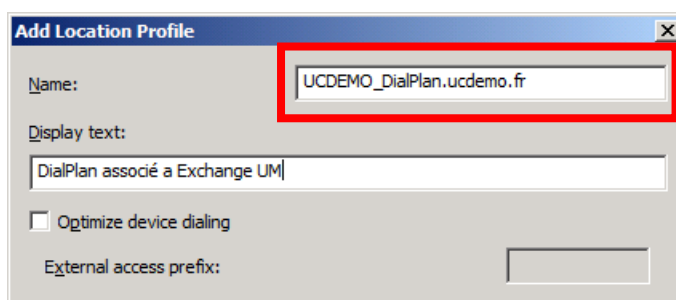 Add Location Profile
Name: UCDEMO_DialPlan.ucdemo.fr
Display text:
DialPlan associé a Exchange UM
Optimize device dialing
External access prefix: